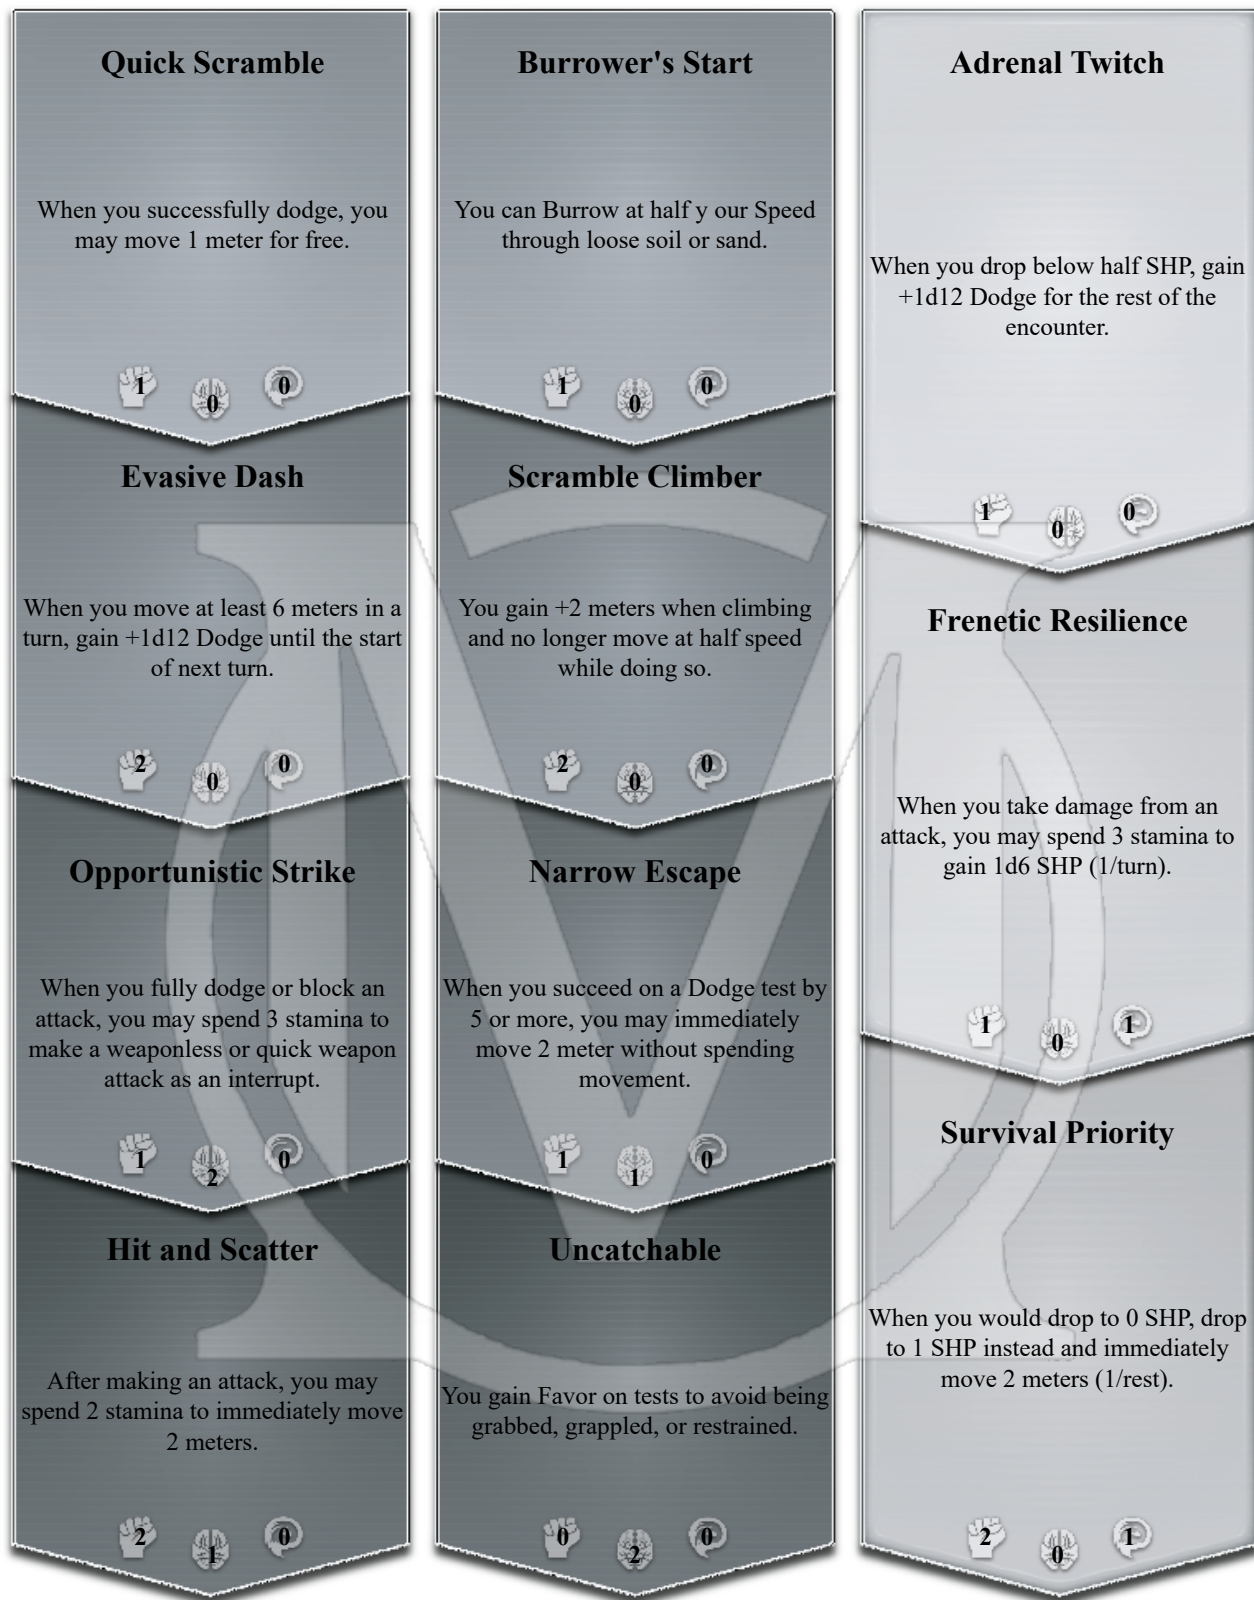 Quick Scramble
When you successfully dodge, you
may move 1 meter for free.
1
0
0
Evasive Dash
When you move at least 6 meters in a
turn, gain +1d12 Dodge until the start
of next turn.
2
0
0
Opportunistic Strike
When you fully dodge or block an
attack, you may spend 3 stamina to
make a weaponless or quick weapon
attack as an interrupt.
1
2
0
Hit and Scatter
After making an attack, you may
spend 2 stamina to immediately move
2 meters.
2
1
0
Burrower's Start
You can Burrow at half y our Speed
through loose soil or sand.
1
0
0
Scramble Climber
You gain +2 meters when climbing
and no longer move at half speed
while doing so.
2
0
0
Narrow Escape
When you succeed on a Dodge test by
5 or more, you may immediately
move 2 meter without spending
movement.
1
1
0
Uncatchable
You gain Favor on tests to avoid being
grabbed, grappled, or restrained.
0
2
0
Adrenal Twitch
When you drop below half SHP, gain
+1d12 Dodge for the rest of the
encounter.
1
0
0
Frenetic Resilience
When you take damage from an
attack, you may spend 3 stamina to
gain 1d6 SHP (1/turn).
1
0
1
Survival Priority
When you would drop to 0 SHP, drop
to 1 SHP instead and immediately
move 2 meters (1/rest).
2
0
1